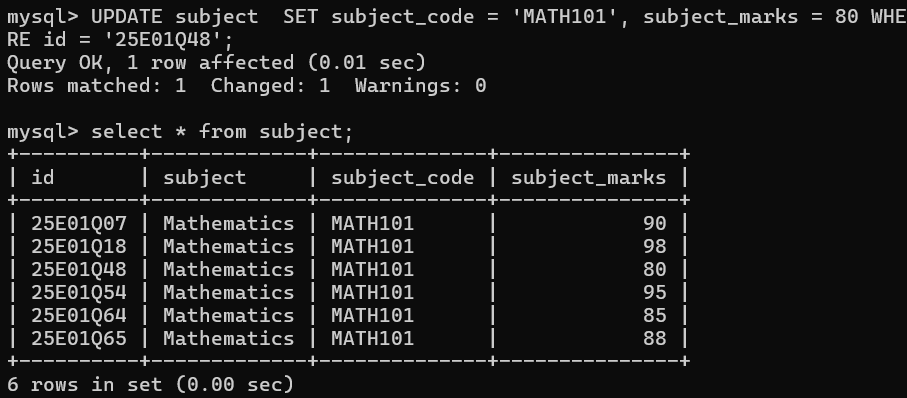 mysql> UPDATE subject  SET subject_code = 'MATH101', subject_marks = 80 WHE
RE id = '25E01Q48';
Query OK, 1 row affected (0.01 sec)
Rows matched: 1  Changed: 1  Warnings: 0

mysql> select * from subject;
+----------+-------------+--------------+---------------+
| id       | subject     | subject_code | subject_marks |
+----------+-------------+--------------+---------------+
| 25E01Q07 | Mathematics | MATH101      |            90 |
| 25E01Q18 | Mathematics | MATH101      |            98 |
| 25E01Q48 | Mathematics | MATH101      |            80 |
| 25E01Q54 | Mathematics | MATH101      |            95 |
| 25E01Q64 | Mathematics | MATH101      |            85 |
| 25E01Q65 | Mathematics | MATH101      |            88 |
+----------+-------------+--------------+---------------+
6 rows in set (0.00 sec)